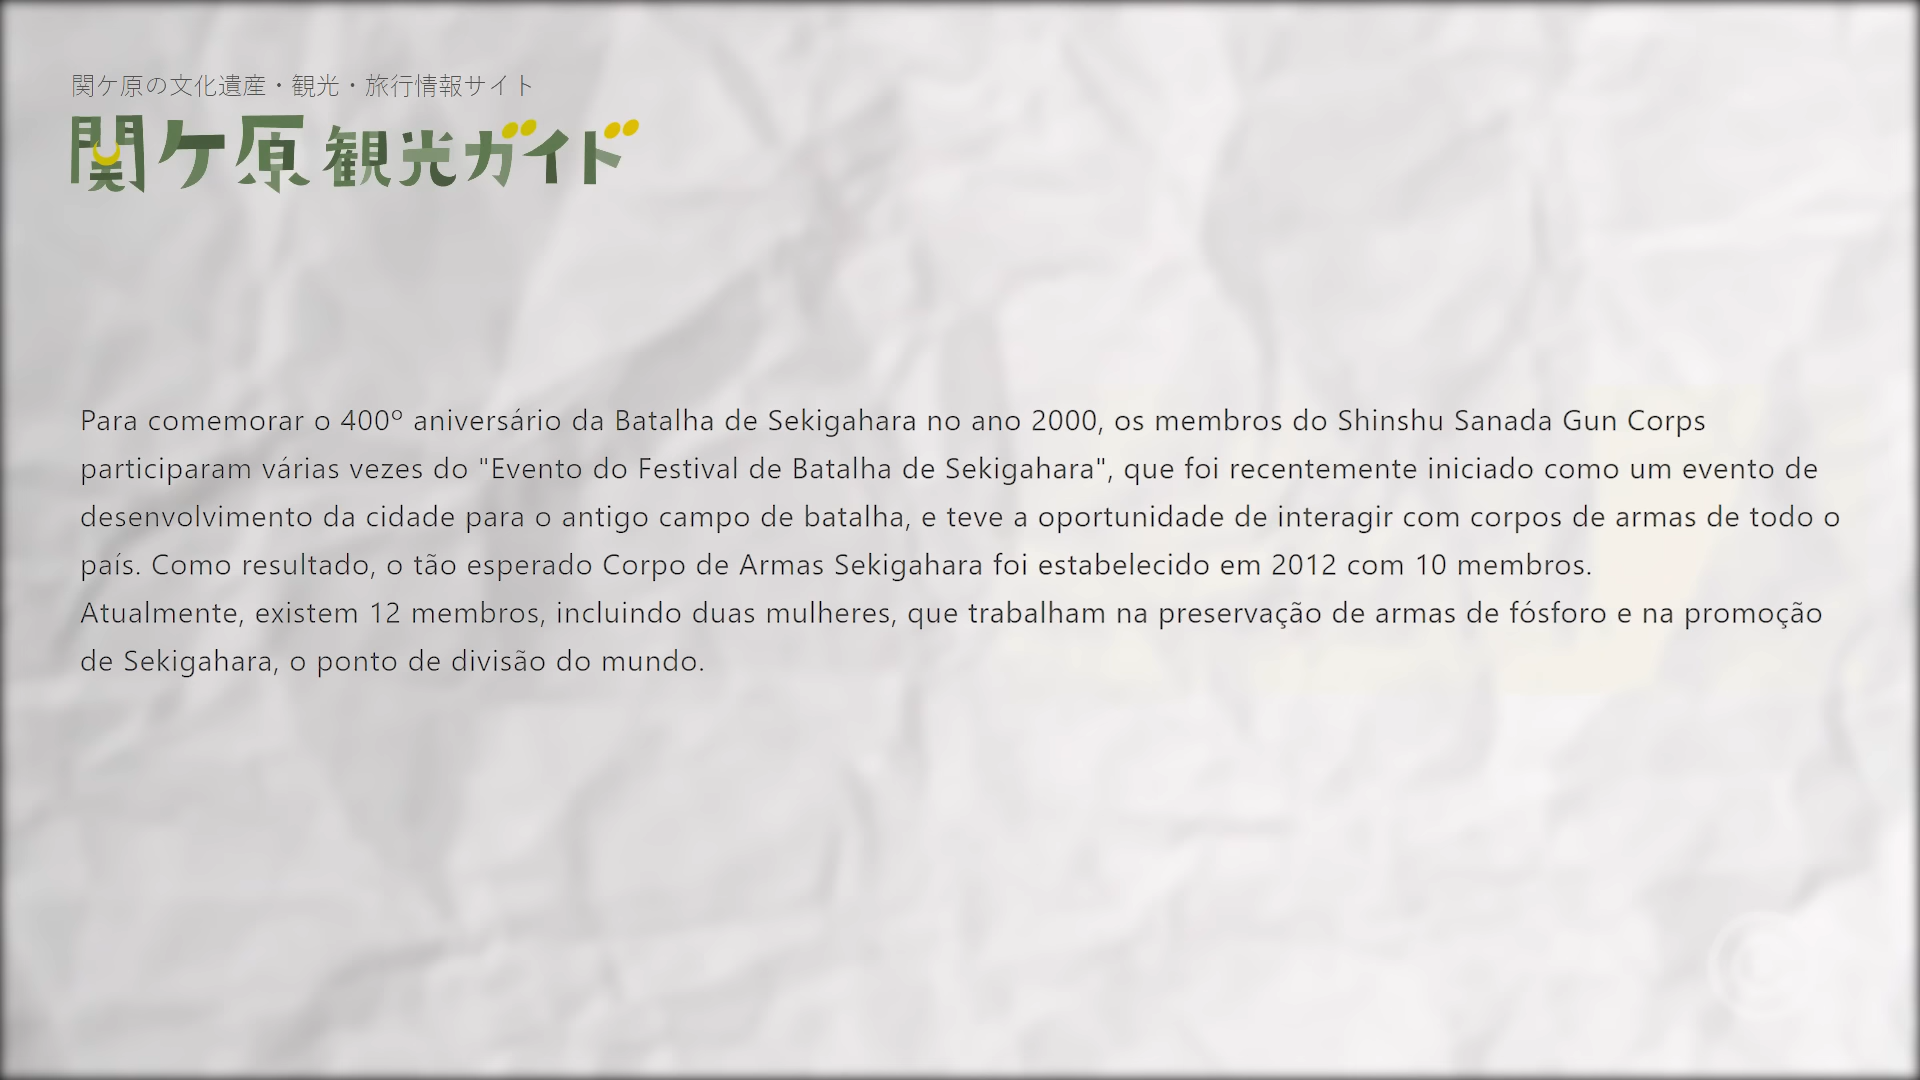 関ケ原の文化遺産・観光・旅行情報サイト
関ケ原観光ガイド
Para comemorar o 400º aniversário da Batalha de Sekigahara no ano 2000, os membros do Shinshu Sanada Gun Corps
participaram várias vezes do "Evento do Festival de Batalha de Sekigahara", que foi recentemente iniciado como um evento de
desenvolvimento da cidade para o antigo campo de batalha, e teve a oportunidade de interagir com corpos de armas de todo o
país. Como resultado, o tão esperado Corpo de Armas Sekigahara foi estabelecido em 2012 com 10 membros.
Atualmente, existem 12 membros, incluindo duas mulheres, que trabalham na preservação de armas de fósforo e na promoção
de Sekigahara, o ponto de divisão do mundo.